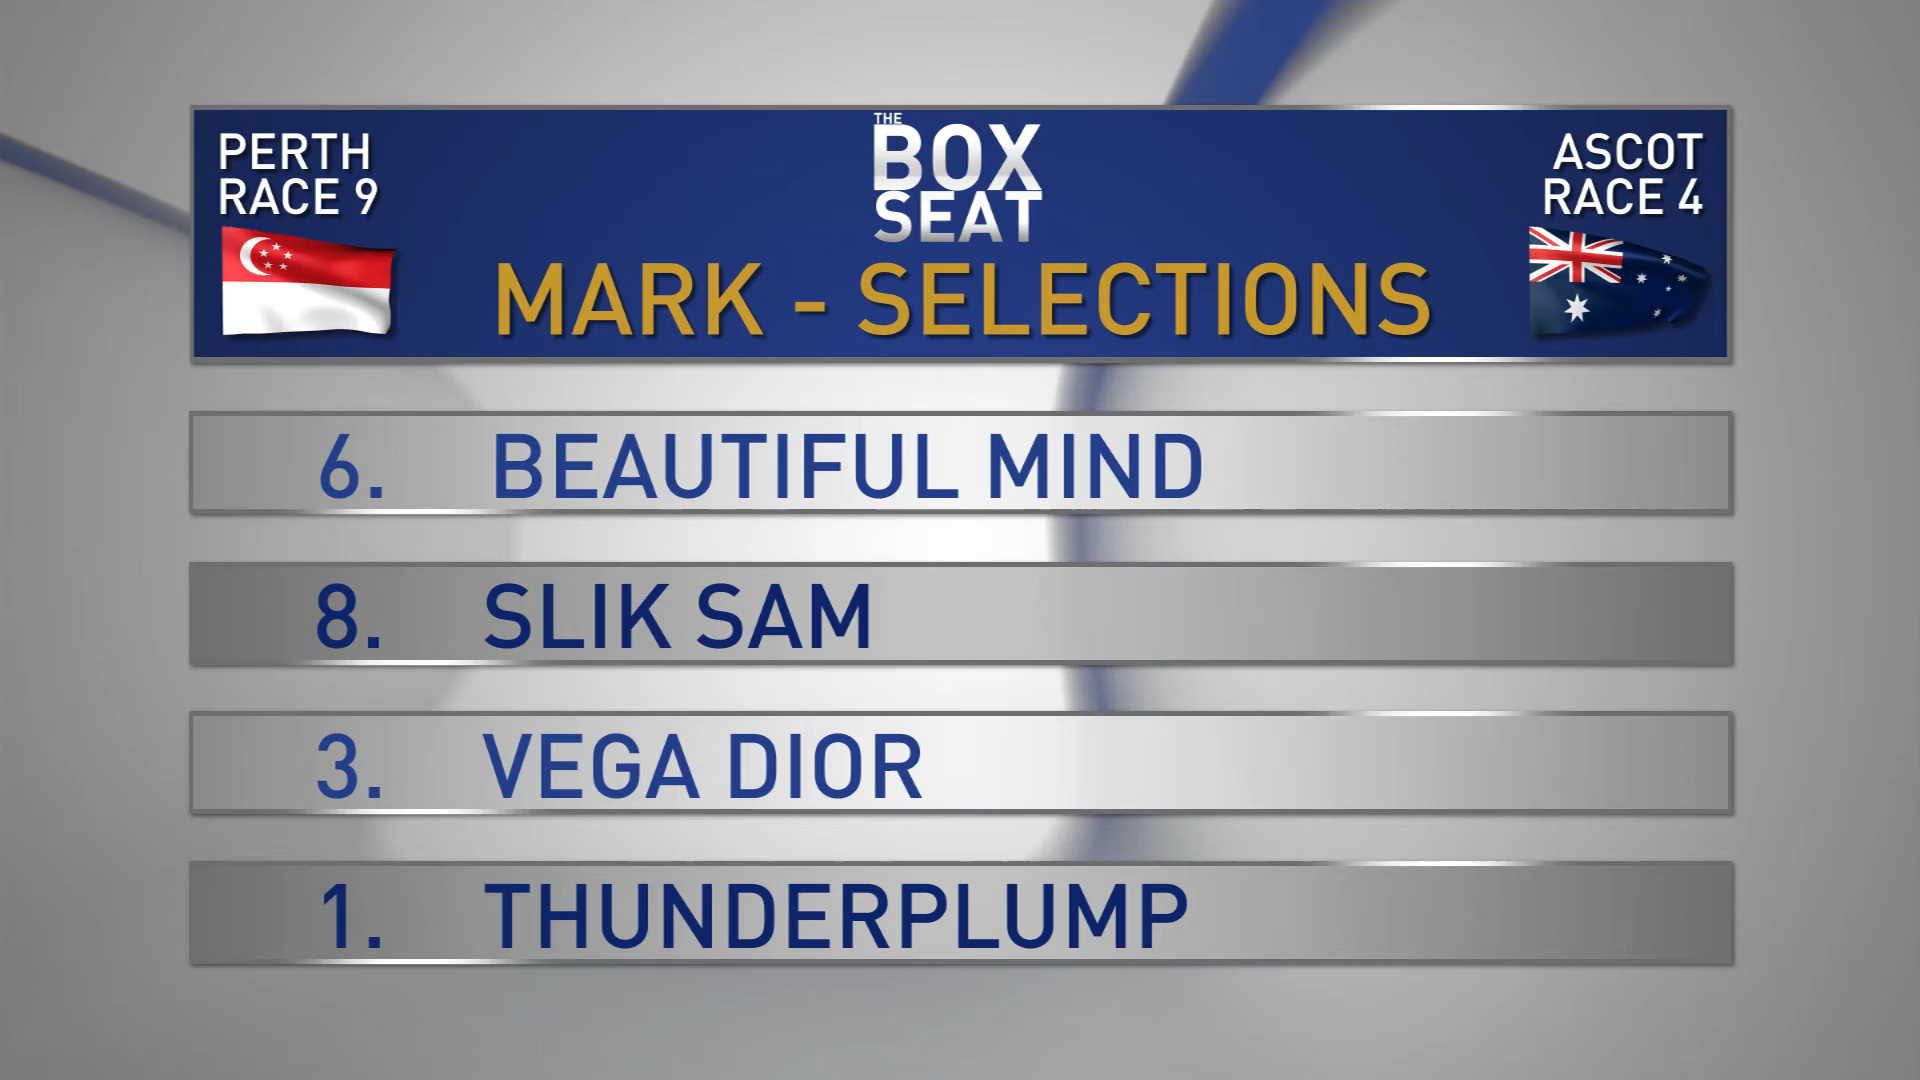 PERTH
RACE 9
THE
BOX
SEAT
MARK - SELECTIONS
ASCOT
RACE 4
6. BEAUTIFUL MIND
8. SLIK SAM
3. VEGA DIOR
1. THUNDERPLUMP